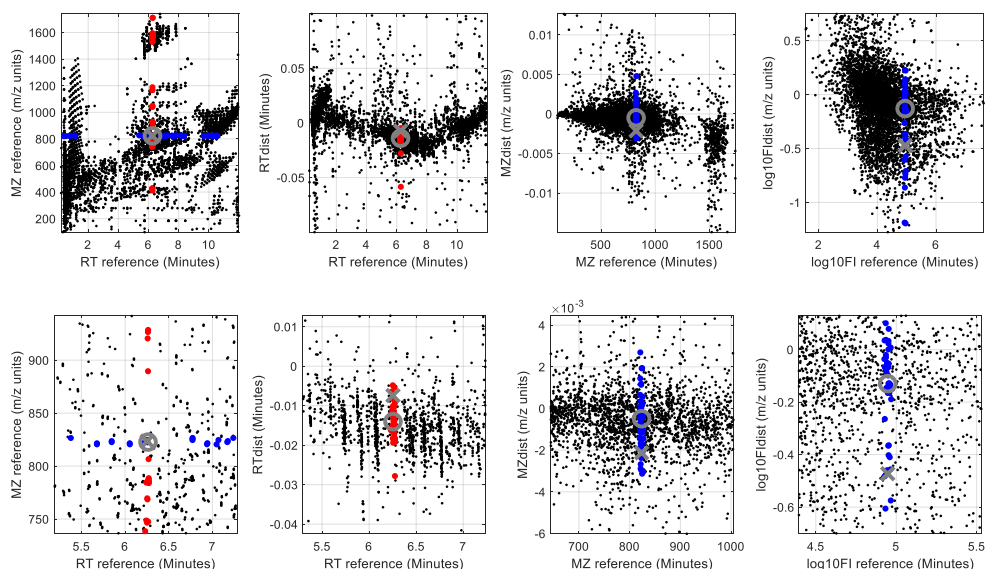 1600
1400
1200
1000
800
600
400
200
2 4 6 8 10
MZ reference (m/z units)
RT reference (Minutes)
0.05
0
-0.05
2 4 6 8 10
RTdist (Minutes)
RT reference (Minutes)
0.01
0.005
0
-0.005
-0.01
500 1000 1500
MZdist (m/z units)
MZ reference (Minutes)
0.5
0
-0.5
-1
2 4 6
log10FIdist (m/z units)
log10FI reference (Minutes)
900
850
800
750
5.5 6 6.5 7
MZ reference (m/z units)
RT reference (Minutes)
0.01
0
-0.01
-0.02
-0.03
-0.04
5.5 6 6.5 7
RTdist (Minutes)
RT reference (Minutes)
×10-3
4
2
0
-2
-4
-6
700 800 900 1000
MZdist (m/z units)
MZ reference (Minutes)
0
-0.2
-0.4
-0.6
4.5 5 5.5
log10FIdist (m/z units)
log10FI reference (Minutes)